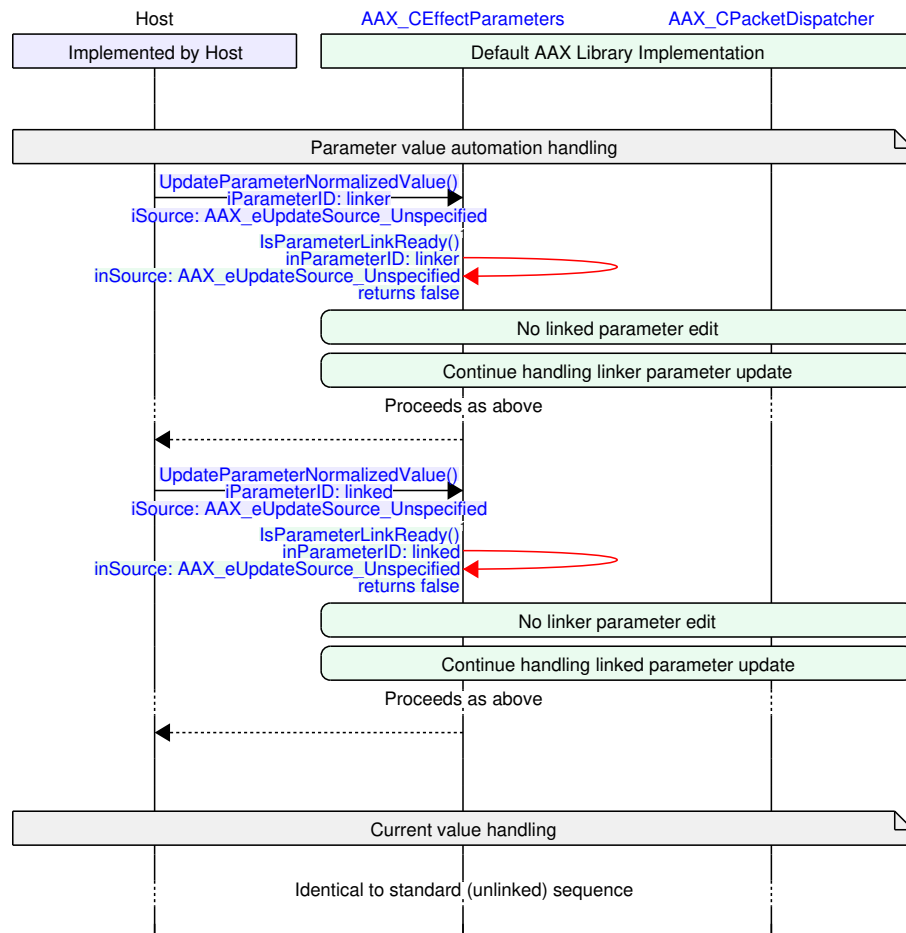 Host
AAX_CEffectParameters
AAX_CPacketDispatcher
Implemented by Host
Default AAX Library Implementation
Parameter value automation handling
UpdateParameterNormalizedValue()
iParameterID: linker
iSource: AAX_eUpdateSource_Unspecified
IsParameterLinkReady()
inParameterID: linker
inSource: AAX_eUpdateSource_Unspecified
returns false
No linked parameter edit
Continue handling linker parameter update
Proceeds as above
UpdateParameterNormalizedValue()
iParameterID: linked
iSource: AAX_eUpdateSource_Unspecified
IsParameterLinkReady()
inParameterID: linked
inSource: AAX_eUpdateSource_Unspecified
returns false
No linker parameter edit
Continue handling linked parameter update
Proceeds as above
Current value handling
Identical to standard (unlinked) sequence